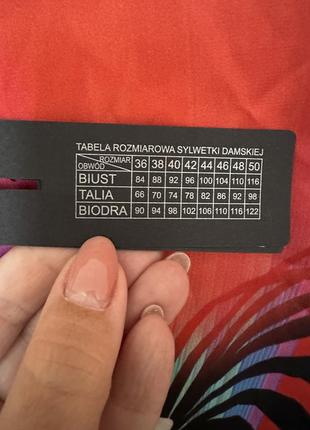 TABELA ROZMIAROWA SYLWETKI DAMSKIEJ
ROZMIAR OBWÓD 36 38 40 42 44 46 48 50
BIUST 84 88 92 96 100 104 110 116
TALIA 66 70 74 78 82 86 92 98
BIODRA 90 94 98 102 106 110 116 122